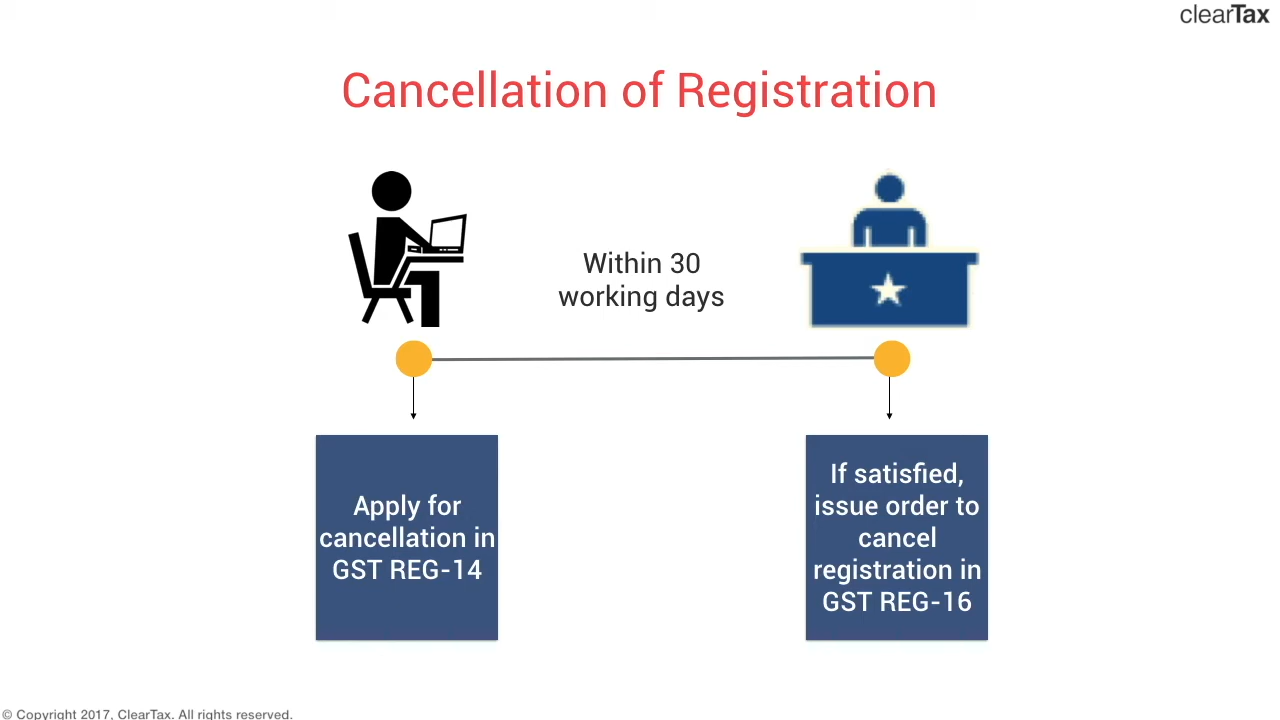 clearTax
Cancellation of Registration
Within 30
working days
Apply for
cancellation in
GST REG-14
If satisfied,
issue order to
cancel
registration in
GST REG-16
© Copyright 2017, ClearTax. All rights reserved.